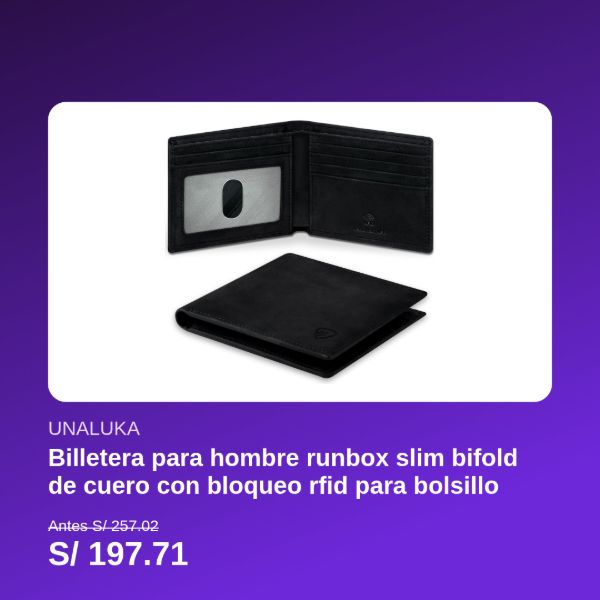 UNALUKA
Billetera para hombre runbox slim bifold
de cuero con bloqueo rfid para bolsillo
Antes S/ 257.02
S/ 197.71